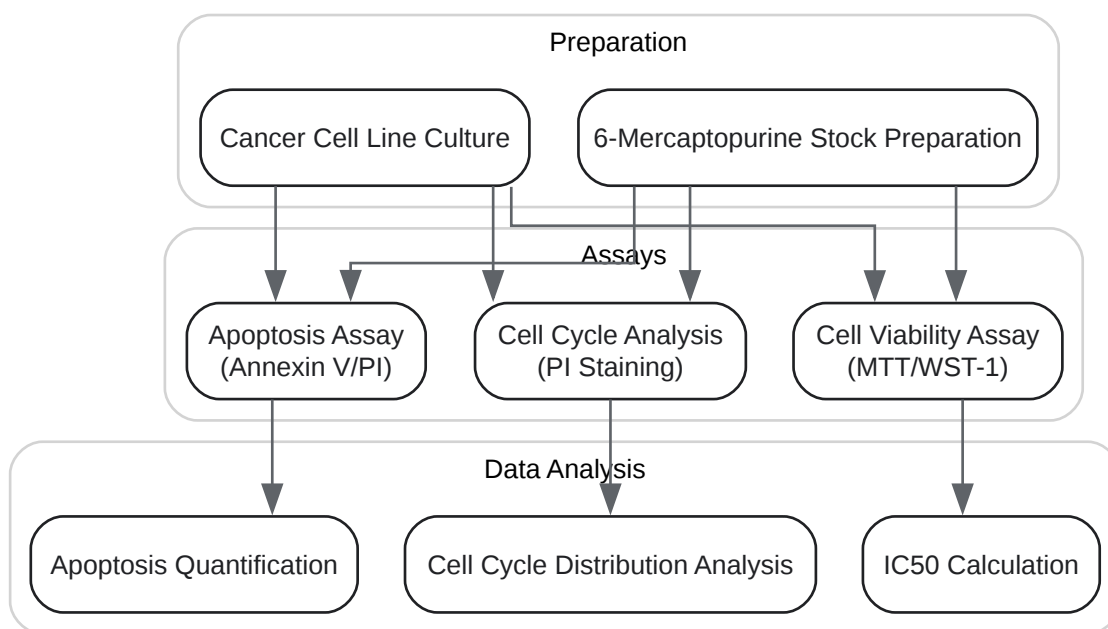 Preparation
Cancer Cell Line Culture
6-Mercaptopurine Stock Preparation
Assays
Apoptosis Assay
(Annexin V/PI)
Cell Cycle Analysis
(PI Staining)
Cell Viability Assay
(MTT/WST-1)
Data Analysis
Apoptosis Quantification
Cell Cycle Distribution Analysis
IC50 Calculation